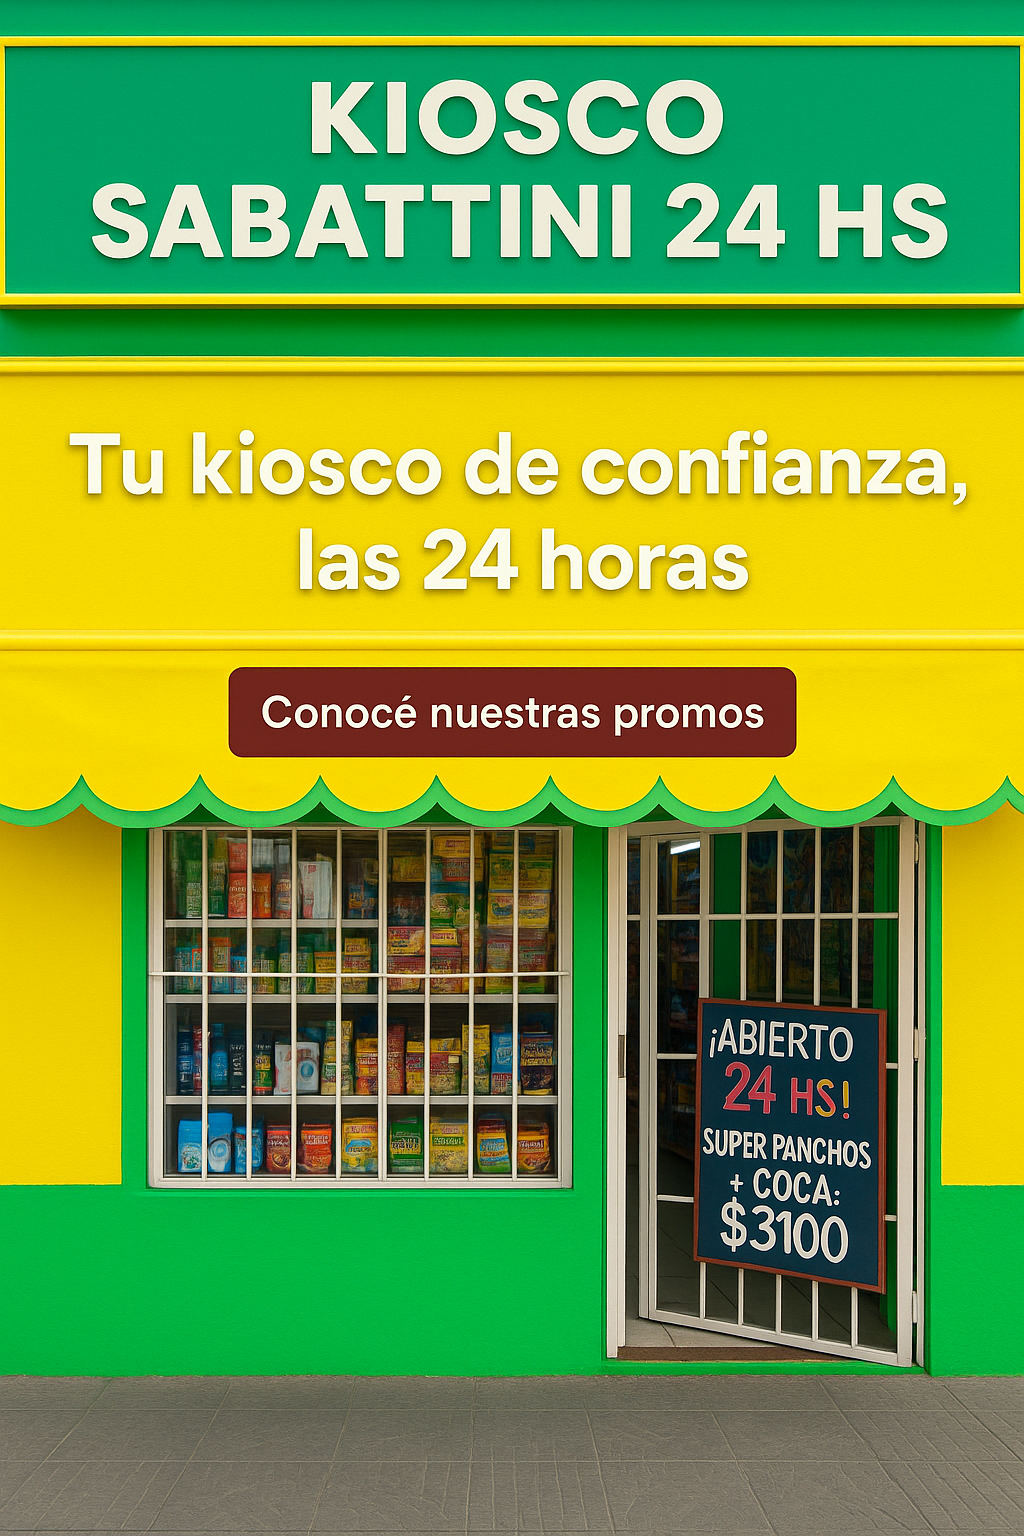 KIOSCO
SABATTINI 24 HS
Tu kiosco de confianza,
las 24 horas
Conocé nuestras promos
¡ABIERTO
24 HS!
SUPER PANCHOS
+ COCA:
$3100